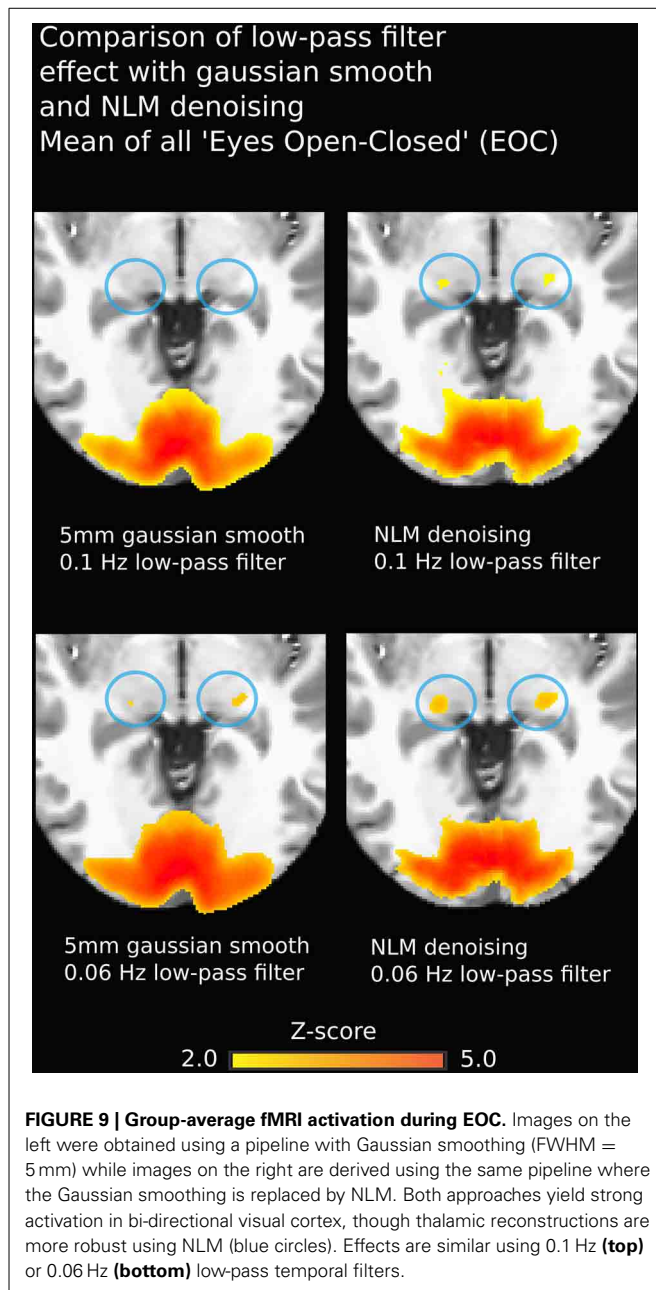 Comparison of low-pass filter
effect with gaussian smooth
and NLM denoising
Mean of all 'Eyes Open-Closed' (EOC)
5mm gaussian smooth
0.1 Hz low-pass filter
NLM denoising
0.1 Hz low-pass filter
5mm gaussian smooth
0.06 Hz low-pass filter
NLM denoising
0.06 Hz low-pass filter
Z-score
2.0 5.0
FIGURE 9 | Group-average fMRI activation during EOC. Images on the
left were obtained using a pipeline with Gaussian smoothing (FWHM =
5 mm) while images on the right are derived using the same pipeline where
the Gaussian smoothing is replaced by NLM. Both approaches yield strong
activation in bi-directional visual cortex, though thalamic reconstructions are
more robust using NLM (blue circles). Effects are similar using 0.1 Hz (top)
or 0.06 Hz (bottom) low-pass temporal filters.